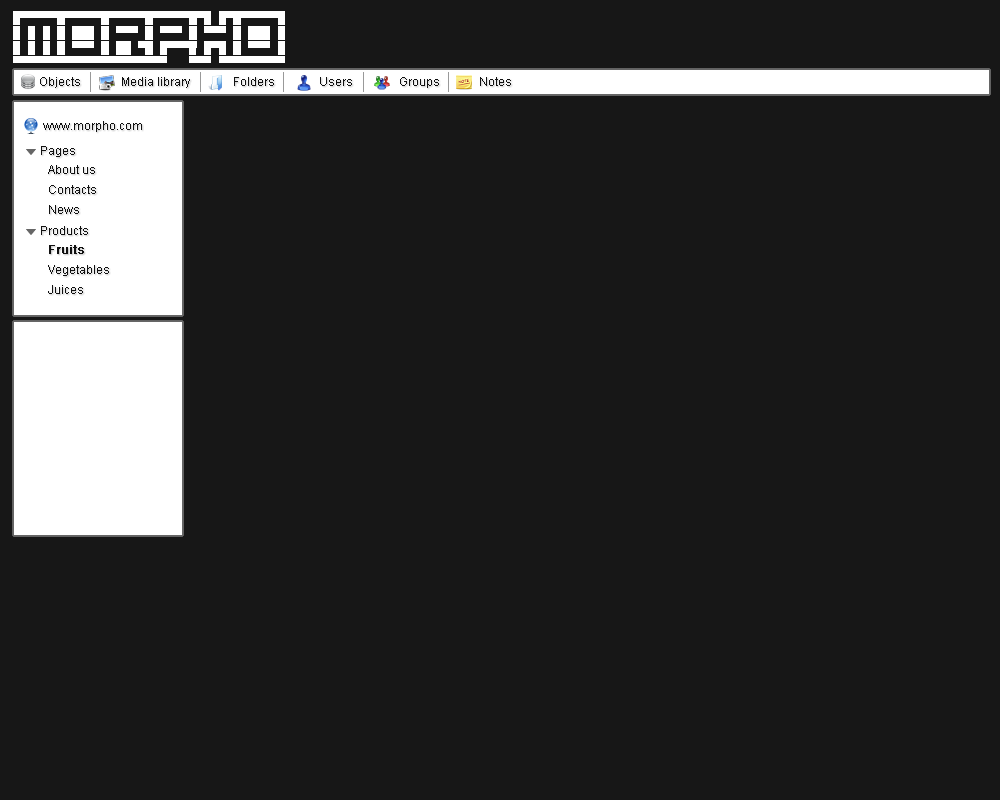 MORPHO
Objects Media library Folders Users Groups Notes
www.morpho.com
Pages
About us
Contacts
News
Products
Fruits
Vegetables
Juices